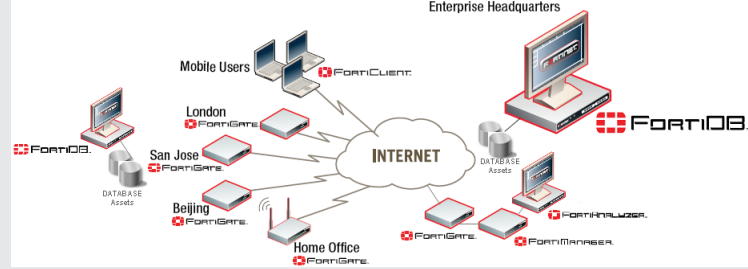 Enterprise Headquarters
Mobile Users
FORTICLIENT.
FORTINET
London
FORTIGATE.
FORTIDB.
San Jose
FORTIGATE.
INTERNET
FORTIDB.
DATABASE
Assets
DATABASE
Assets
Beijing
FORTIGATE.
Home Office
FORTIGATE.
FORTIGATE.
FORTIMANAGER.
FORTIANALYZER.